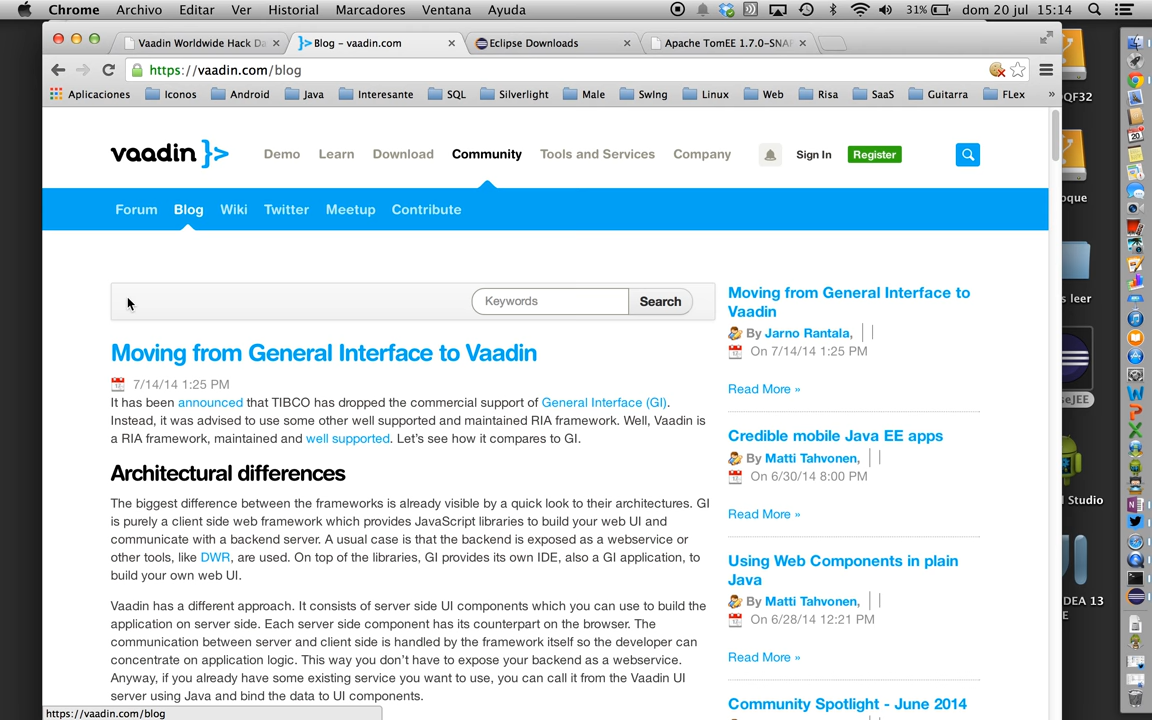 Chrome Archivo Editar Ver Historial Marcadores Ventana Ayuda 31% dom 20 jul 15:14
Vaadin Worldwide Hack Da Blog – vaadin.com Eclipse Downloads Apache TomEE 1.7.0-SNAP
https://vaadin.com/blog
Aplicaciones Iconos Android Java Interesante SQL Silverlight Male SwIng Linux Web Risa SaaS Guitarra FLex »
vaadin }> Demo Learn Download Community Tools and Services Company Sign In Register
Forum Blog Wiki Twitter Meetup Contribute
Keywords Search
Moving from General Interface to Vaadin
7/14/14 1:25 PM
It has been announced that TIBCO has dropped the commercial support of General Interface (GI).
Instead, it was advised to use some other well supported and maintained RIA framework. Well, Vaadin is
a RIA framework, maintained and well supported. Let's see how it compares to GI.
Architectural differences
The biggest difference between the frameworks is already visible by a quick look to their architectures. GI
is purely a client side web framework which provides JavaScript libraries to build your web UI and
communicate with a backend server. A usual case is that the backend is exposed as a webservice or
other tools, like DWR, are used. On top of the libraries, GI provides its own IDE, also a GI application, to
build your own web UI.
Vaadin has a different approach. It consists of server side UI components which you can use to build the
application on server side. Each server side component has its counterpart on the browser. The
communication between server and client side is handled by the framework itself so the developer can
concentrate on application logic. This way you don't have to expose your backend as a webservice.
Anyway, if you already have some existing service you want to use, you can call it from the Vaadin UI
server using Java and bind the data to UI components.
Moving from General Interface to
Vaadin
By Jarno Rantala,
On 7/14/14 1:25 PM
Read More »
Credible mobile Java EE apps
By Matti Tahvonen,
On 6/30/14 8:00 PM
Read More »
Using Web Components in plain
Java
By Matti Tahvonen,
On 6/28/14 12:21 PM
Read More »
Community Spotlight - June 2014
https://vaadin.com/blog
QF32
oque
s leer
seJEE
l Studio
DEA 13
E